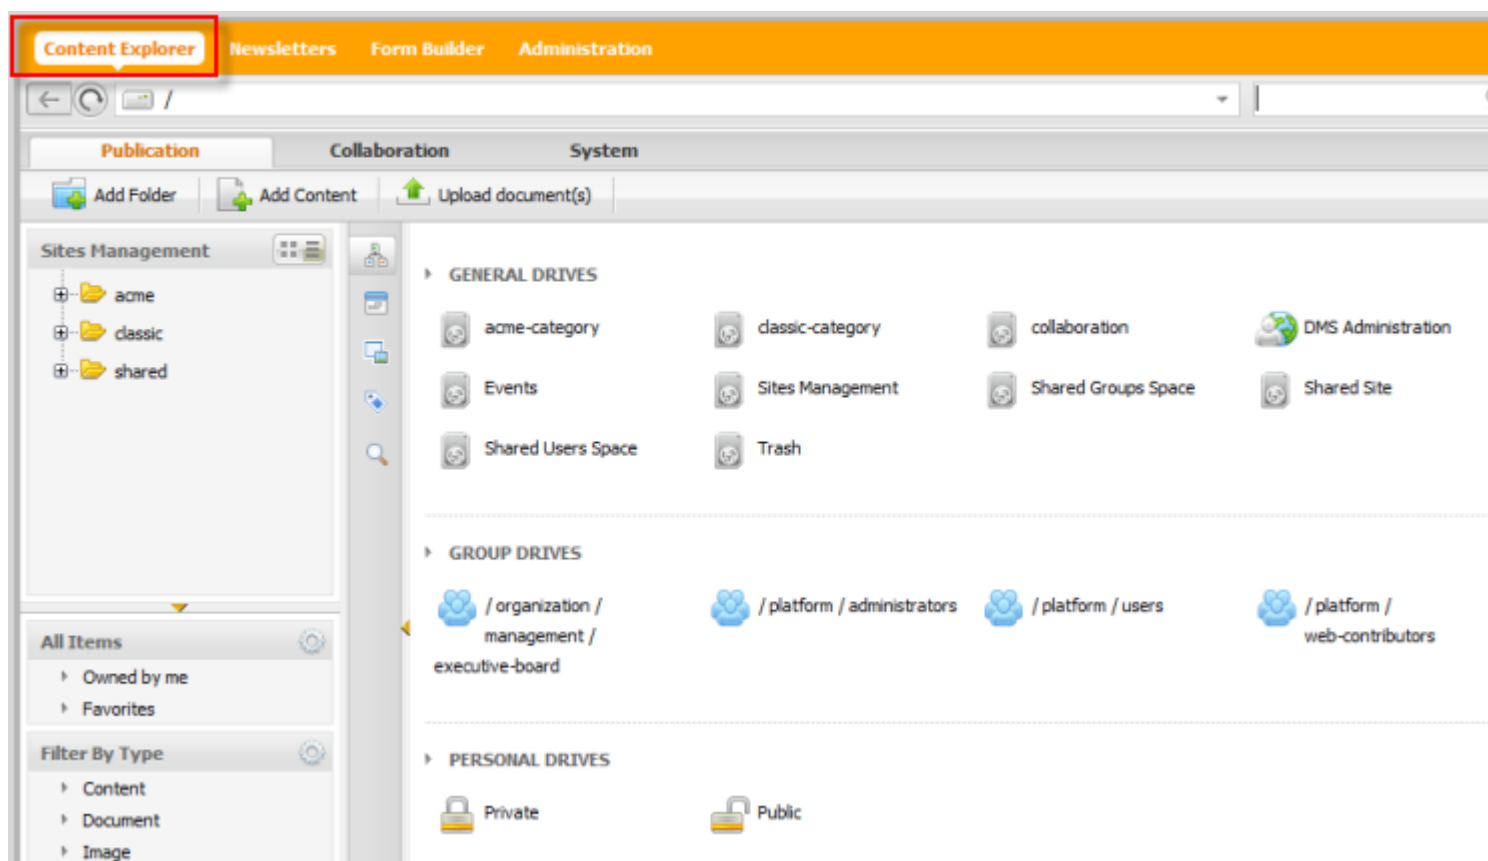 Content Explorer Newsletters Form Builder Administration
/
Publication Collaboration System
Add Folder Add Content Upload document(s)
Sites Management
acme
classic
shared
All Items
Owned by me
Favorites
Filter By Type
Content
Document
Image
GENERAL DRIVES
acme-category classic-category collaboration DMS Administration
Events Sites Management Shared Groups Space Shared Site
Shared Users Space Trash
GROUP DRIVES
/ organization / / platform / administrators / platform / users / platform /
management / web-contributors
executive-board
PERSONAL DRIVES
Private Public